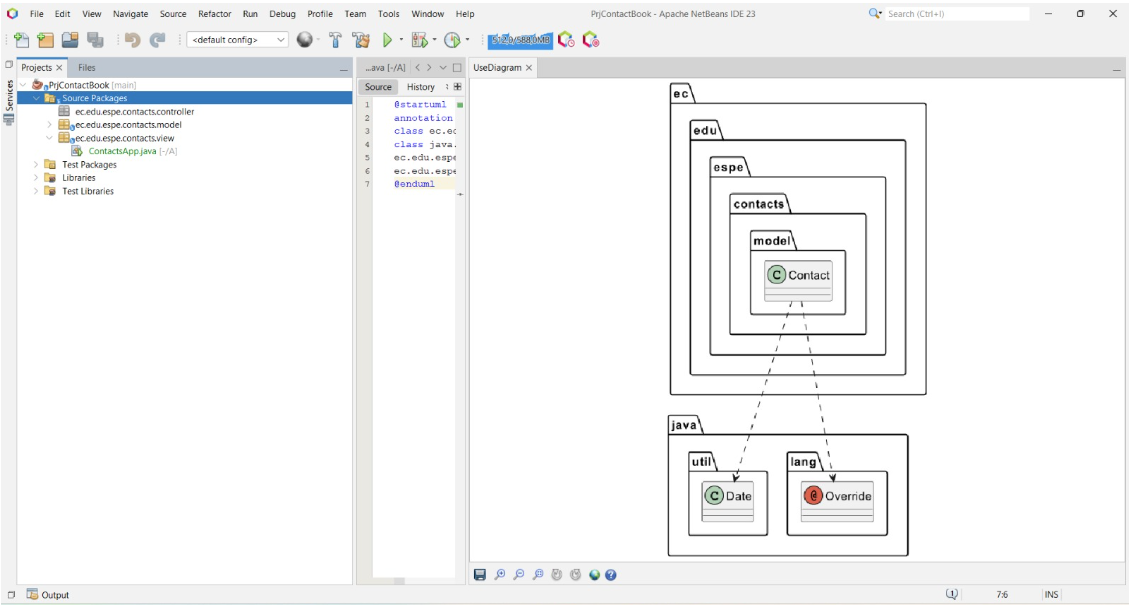 File Edit View Navigate Source Refactor Run Debug Profile Team Tools Window Help
PrjContactBook - Apache NetBeans IDE 23
Search (Ctrl+I)
<default config>
512,0/588,0MB
Projects
Files
Services
PrjContactBook [main]
Source Packages
ec.edu.espe.contacts.controller
ec.edu.espe.contacts.model
ec.edu.espe.contacts.view
ContactsApp.java [-/A]
Test Packages
Libraries
Test Libraries
...ava [-/A]
Source History
1 @startuml
2 annotation
3 class ec.ec
4 class java.
5 ec.edu.espe
6 ec.edu.espe
7 @enduml
UseDiagram
ec
edu
espe
contacts
model
C Contact
java
util
lang
C Date
@ Override
Output
1
7:6
INS